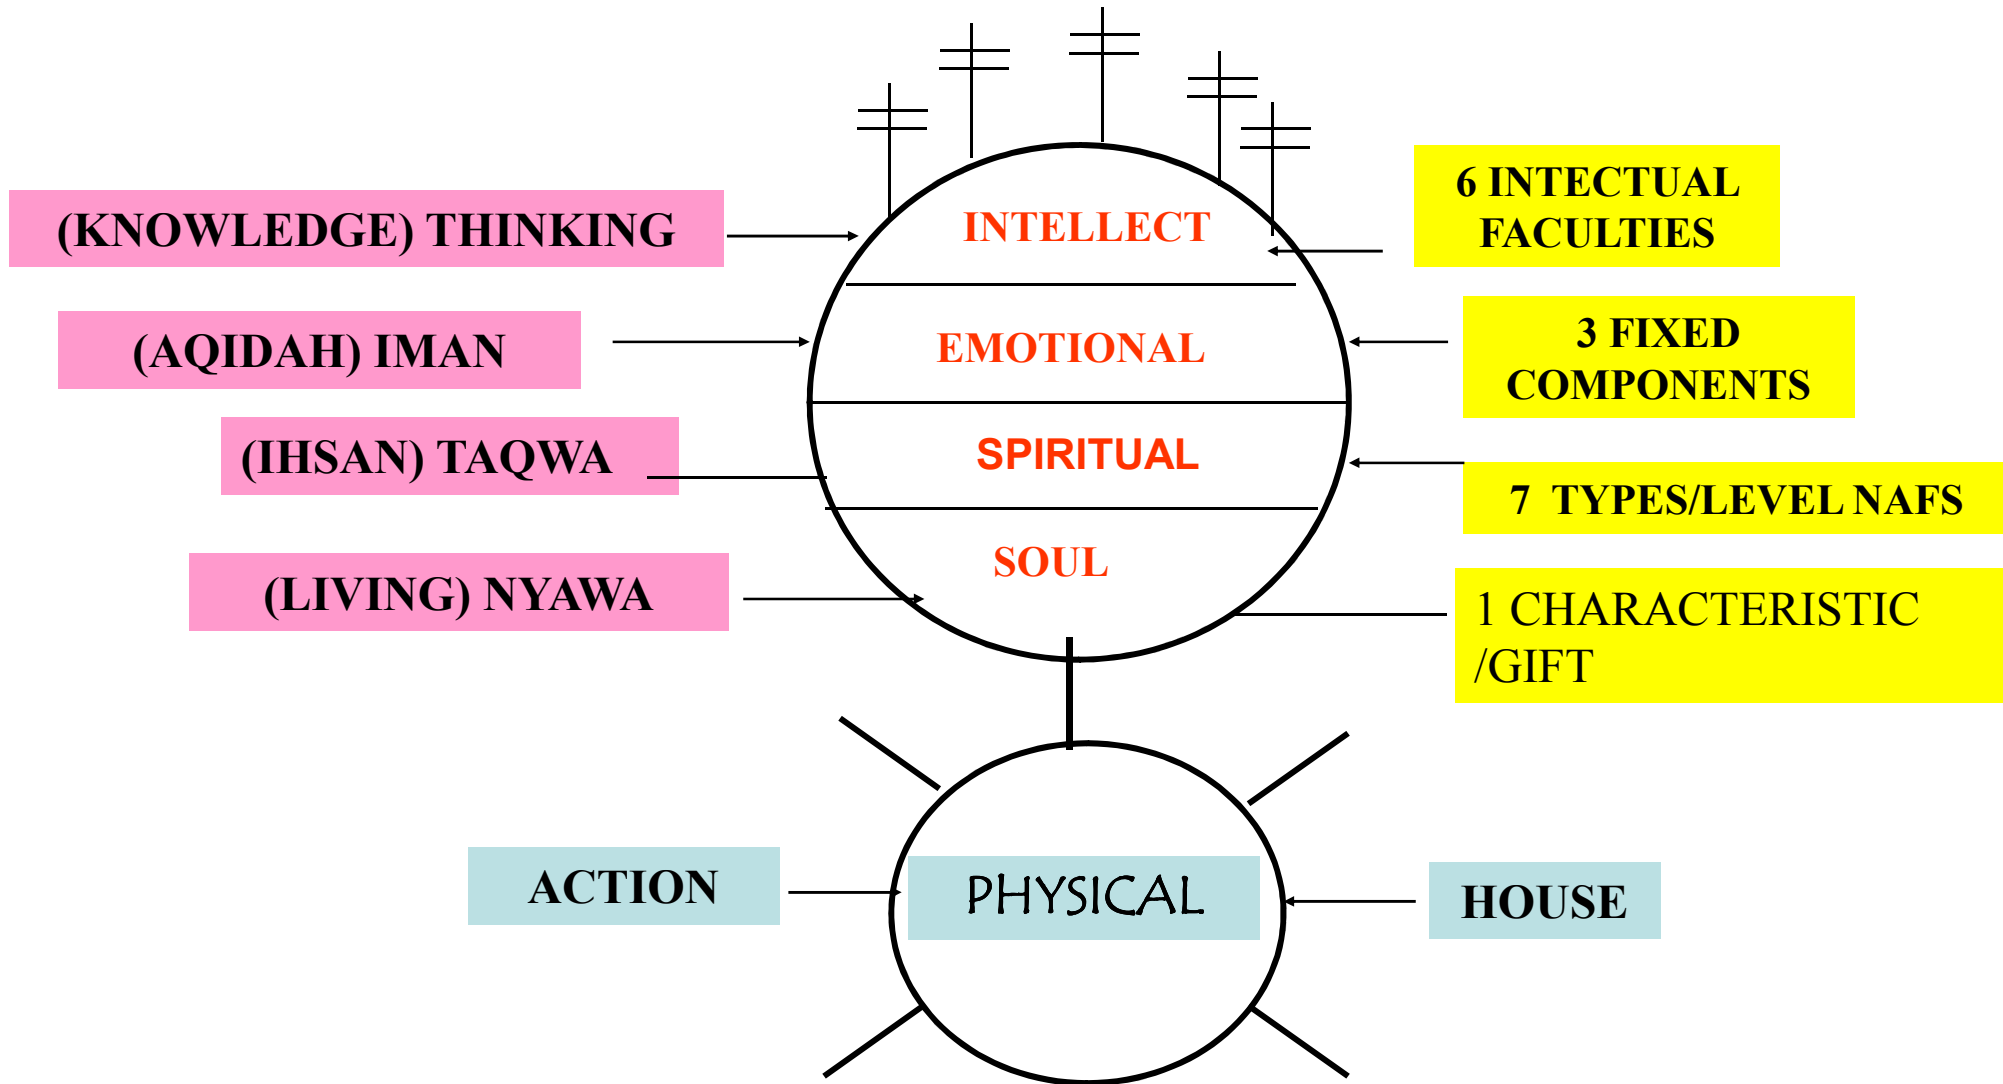 (KNOWLEDGE) THINKING
INTELLECT
6 INTECTUAL
FACULTIES
(AQIDAH) IMAN
EMOTIONAL
3 FIXED
COMPONENTS
(IHSAN) TAQWA
SPIRITUAL
7 TYPES/LEVEL NAFS
(LIVING) NYAWA
SOUL
1 CHARACTERISTIC
/GIFT
ACTION
PHYSICAL
HOUSE